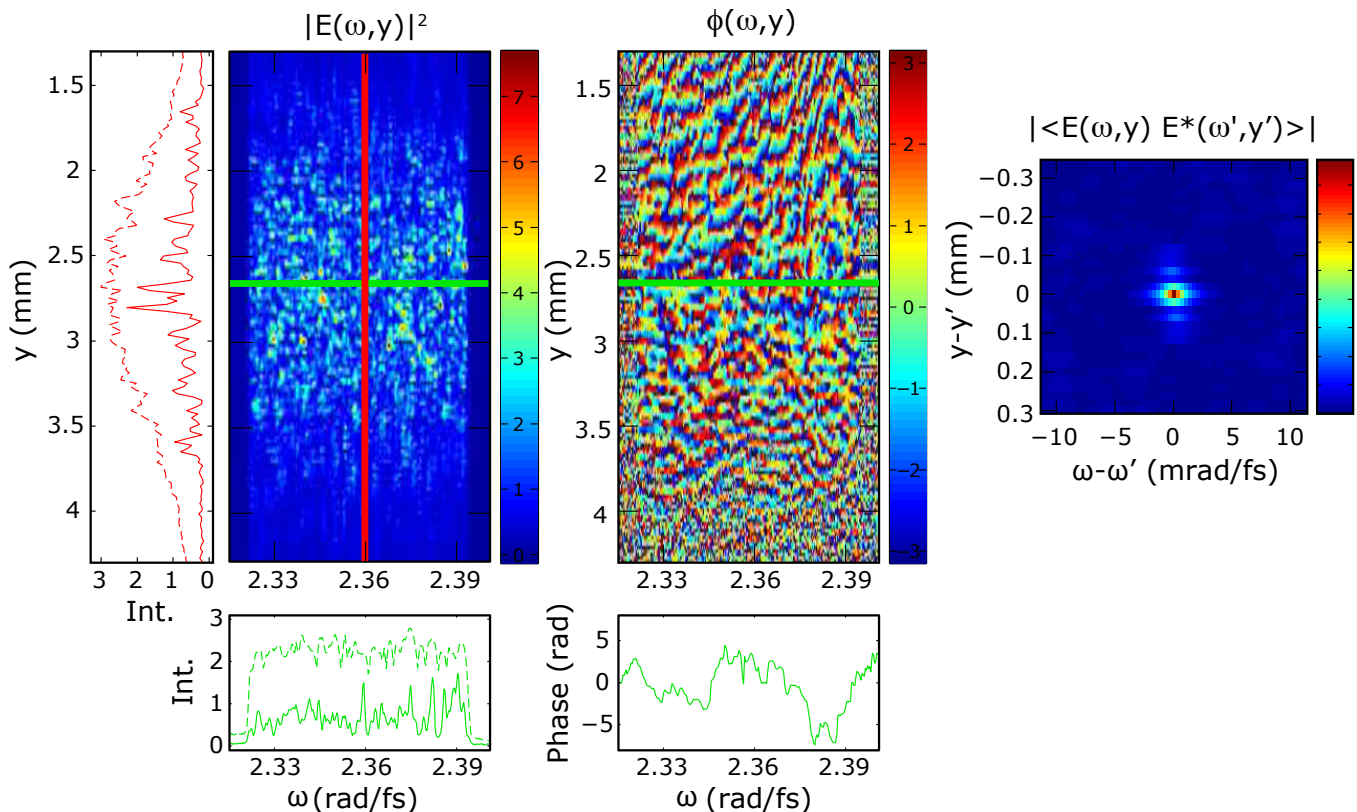 |E(ω,y)|²
ϕ(ω,y)
|<E(ω,y) E*(ω',y’)>|
y (mm)
1.5
2
2.5
3
3.5
4
3 2 1 0
Int.
2.33 2.36 2.39
7
6
5
4
3
2
1
0
y (mm)
1.5
2
2.5
3
3.5
4
2.33 2.36 2.39
3
2
1
0
−1
−2
−3
y−y’ (mm)
−0.3
−0.2
−0.1
0
0.1
0.2
0.3
−10 −5 0 5 10
ω-ω’ (mrad/fs)
Int.
3
2
1
0
2.33 2.36 2.39
ω (rad/fs)
Phase (rad)
5
0
−5
2.33 2.36 2.39
ω (rad/fs)